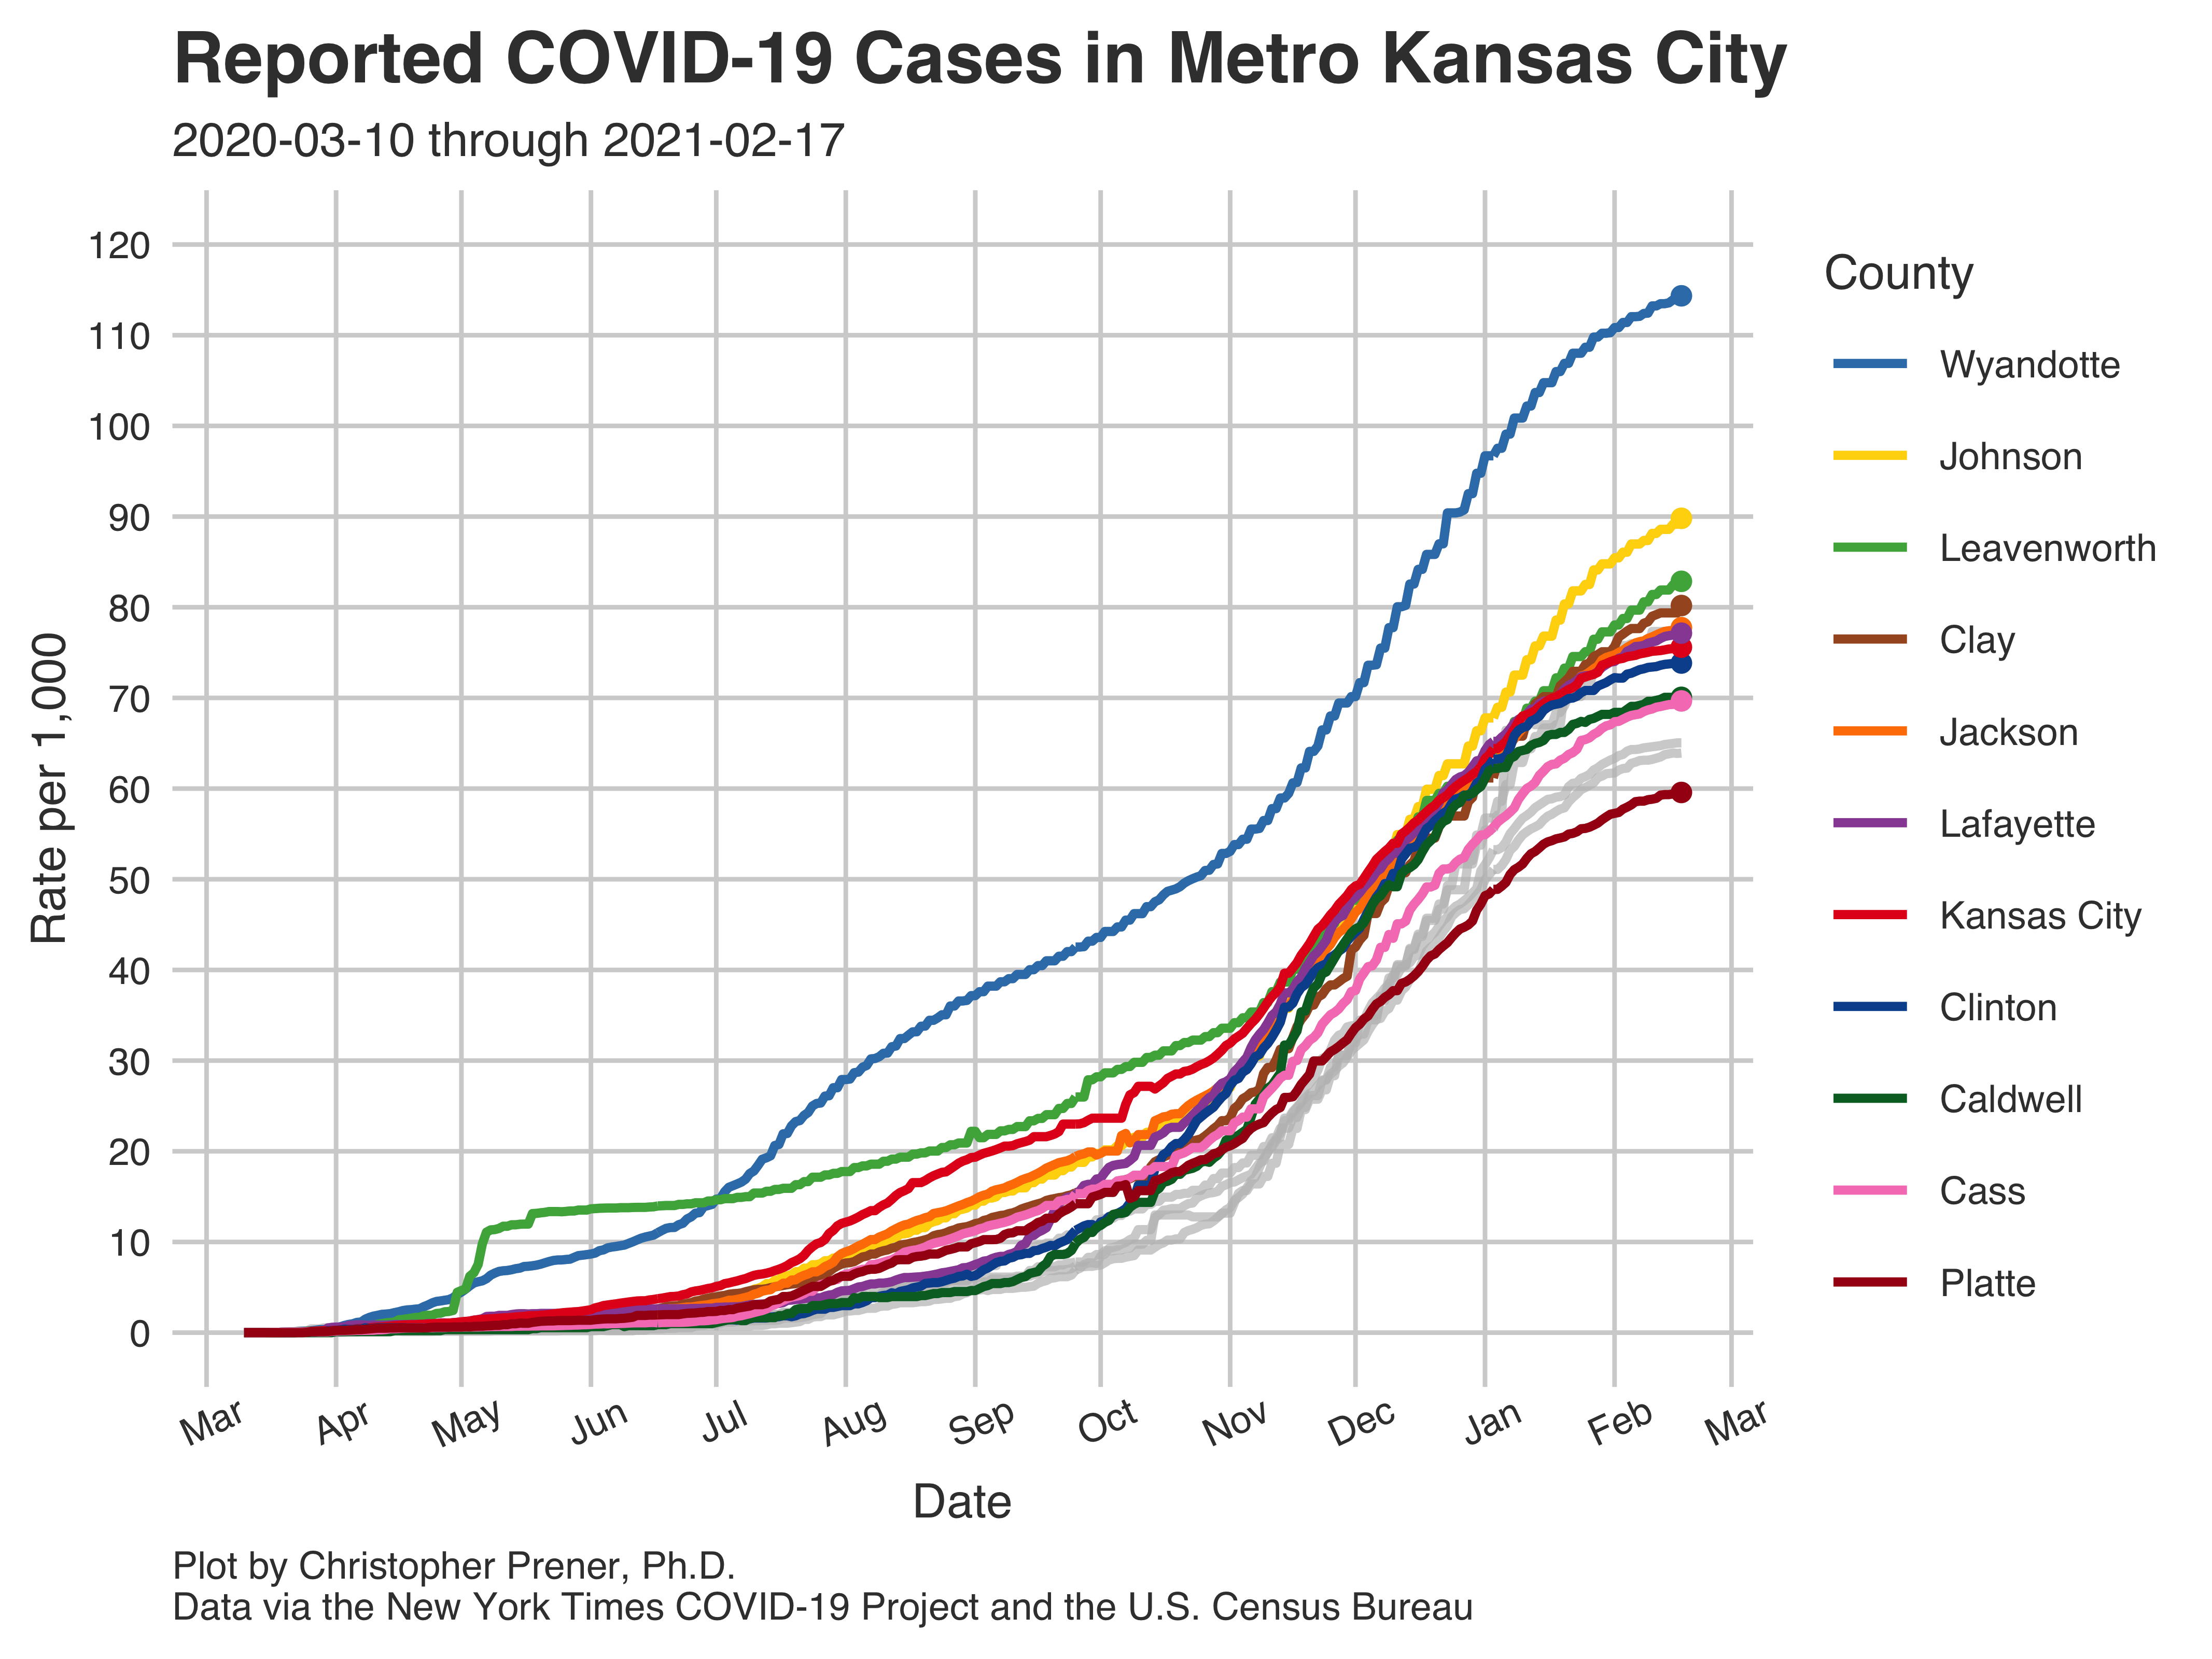 Reported COVID-19 Cases in Metro Kansas City
2020-03-10 through 2021-02-17
120
110
100
90
80
70
60
50
40
30
20
10
0
Rate per 1,000
Mar
Apr
May
Jun
Jul
Aug
Sep
Oct
Nov
Dec
Jan
Feb
Mar
Date
County
Wyandotte
Johnson
Leavenworth
Clay
Jackson
Lafayette
Kansas City
Clinton
Caldwell
Cass
Platte
Plot by Christopher Prener, Ph.D.
Data via the New York Times COVID-19 Project and the U.S. Census Bureau